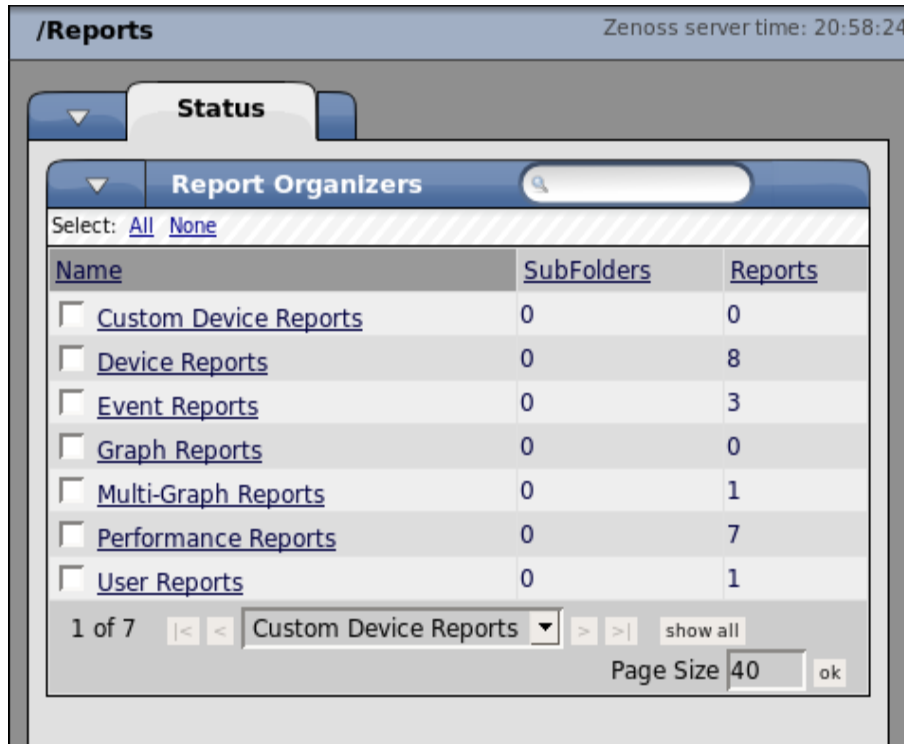 /Reports Zenoss server time: 20:58:24
Status
Report Organizers
Select: All None
Name SubFolders Reports
Custom Device Reports 0 0
Device Reports 0 8
Event Reports 0 3
Graph Reports 0 0
Multi-Graph Reports 0 1
Performance Reports 0 7
User Reports 0 1
1 of 7 |< < Custom Device Reports > >| show all
Page Size 40 ok